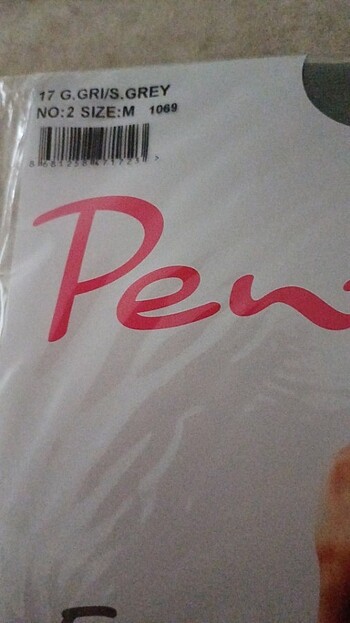 17 G.GRI/S.GREY
NO:2 SIZE:M 1069
Pen